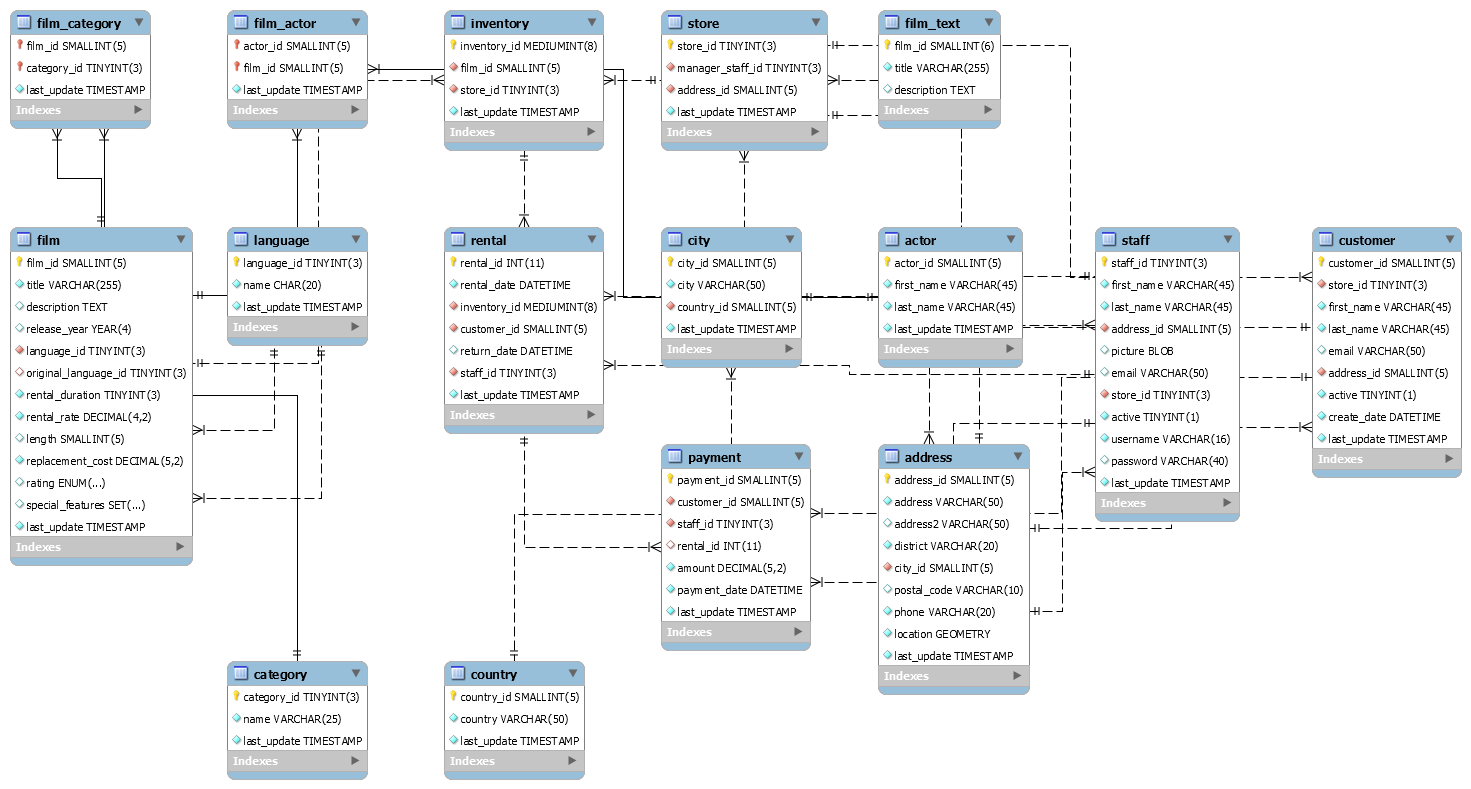 film_category
film_id SMALLINT(5)
category_id TINYINT(3)
last_update TIMESTAMP
Indexes
film_actor
actor_id SMALLINT(5)
film_id SMALLINT(5)
last_update TIMESTAMP
Indexes
inventory
inventory_id MEDIUMINT(8)
film_id SMALLINT(5)
store_id TINYINT(3)
last_update TIMESTAMP
Indexes
store
store_id TINYINT(3)
manager_staff_id TINYINT(3)
address_id SMALLINT(5)
last_update TIMESTAMP
Indexes
film_text
film_id SMALLINT(6)
title VARCHAR(255)
description TEXT
Indexes
film
film_id SMALLINT(5)
title VARCHAR(255)
description TEXT
release_year YEAR(4)
language_id TINYINT(3)
original_language_id TINYINT(3)
rental_duration TINYINT(3)
rental_rate DECIMAL(4,2)
length SMALLINT(5)
replacement_cost DECIMAL(5,2)
rating ENUM(...)
special_features SET(...)
last_update TIMESTAMP
Indexes
language
language_id TINYINT(3)
name CHAR(20)
last_update TIMESTAMP
Indexes
rental
rental_id INT(11)
rental_date DATETIME
inventory_id MEDIUMINT(8)
customer_id SMALLINT(5)
return_date DATETIME
staff_id TINYINT(3)
last_update TIMESTAMP
Indexes
city
city_id SMALLINT(5)
city VARCHAR(50)
country_id SMALLINT(5)
last_update TIMESTAMP
Indexes
actor
actor_id SMALLINT(5)
first_name VARCHAR(45)
last_name VARCHAR(45)
last_update TIMESTAMP
Indexes
staff
staff_id TINYINT(3)
first_name VARCHAR(45)
last_name VARCHAR(45)
address_id SMALLINT(5)
picture BLOB
email VARCHAR(50)
store_id TINYINT(3)
active TINYINT(1)
username VARCHAR(16)
password VARCHAR(40)
last_update TIMESTAMP
Indexes
customer
customer_id SMALLINT(5)
store_id TINYINT(3)
first_name VARCHAR(45)
last_name VARCHAR(45)
email VARCHAR(50)
address_id SMALLINT(5)
active TINYINT(1)
create_date DATETIME
last_update TIMESTAMP
Indexes
payment
payment_id SMALLINT(5)
customer_id SMALLINT(5)
staff_id TINYINT(3)
rental_id INT(11)
amount DECIMAL(5,2)
payment_date DATETIME
last_update TIMESTAMP
Indexes
address
address_id SMALLINT(5)
address VARCHAR(50)
address2 VARCHAR(50)
district VARCHAR(20)
city_id SMALLINT(5)
postal_code VARCHAR(10)
phone VARCHAR(20)
location GEOMETRY
last_update TIMESTAMP
Indexes
category
category_id TINYINT(3)
name VARCHAR(25)
last_update TIMESTAMP
Indexes
country
country_id SMALLINT(5)
country VARCHAR(50)
last_update TIMESTAMP
Indexes